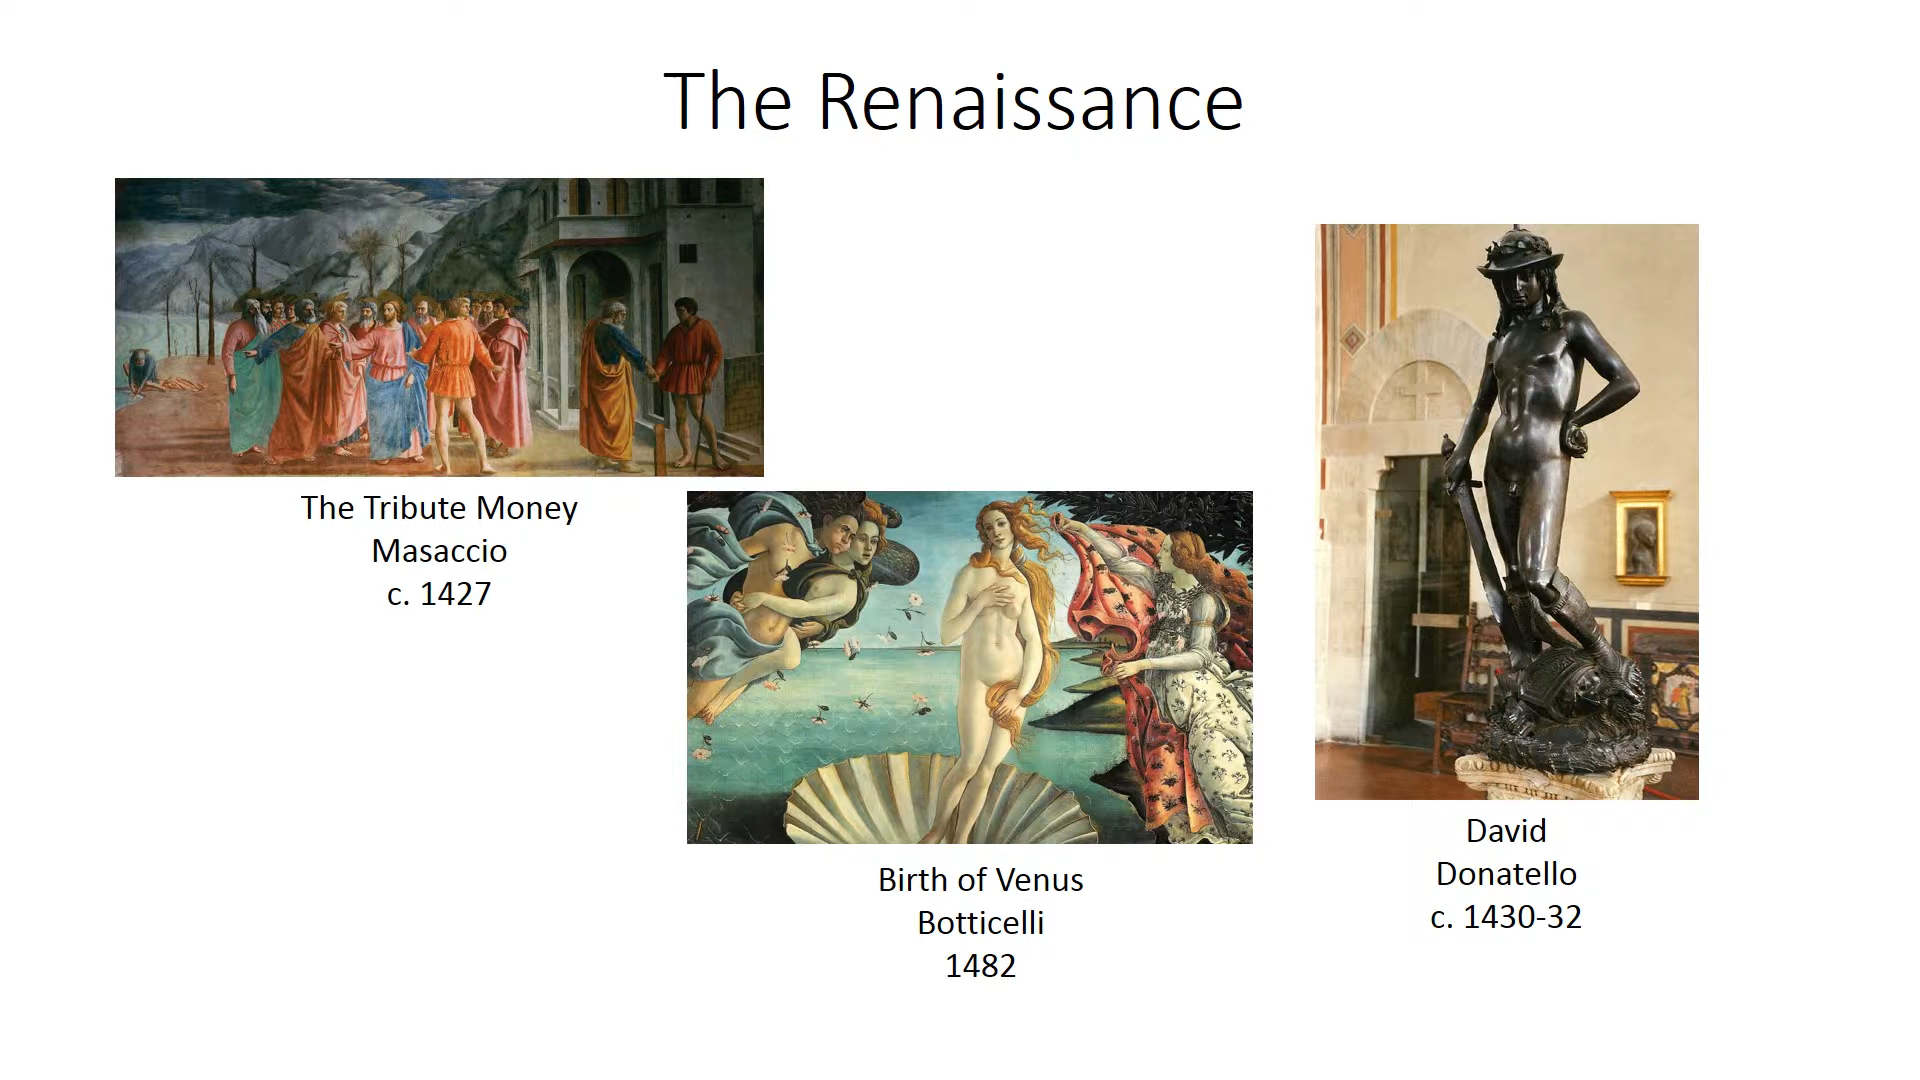 The Renaissance
The Tribute Money
Masaccio
c. 1427
Birth of Venus
Botticelli
1482
David
Donatello
c. 1430-32